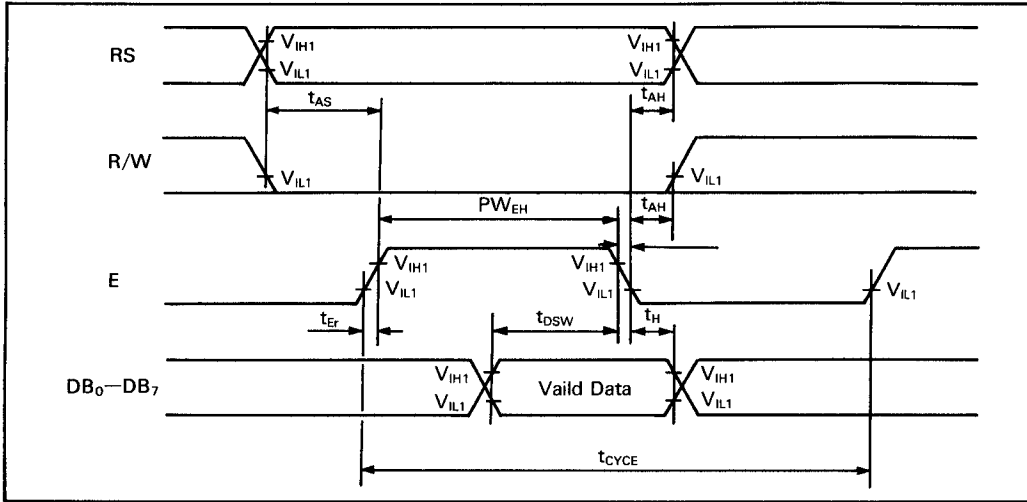 RS
V_IH1
V_IL1
V_IH1
V_IL1
t_AS
t_AH
R/W
V_IL1
V_IL1
PW_EH
t_AH
E
V_IH1
V_IL1
V_IH1
V_IL1
V_IL1
t_Er
t_DSW
t_H
DB₀—DB₇
V_IH1
V_IL1
Vaild Data
V_IH1
V_IL1
t_CYCE